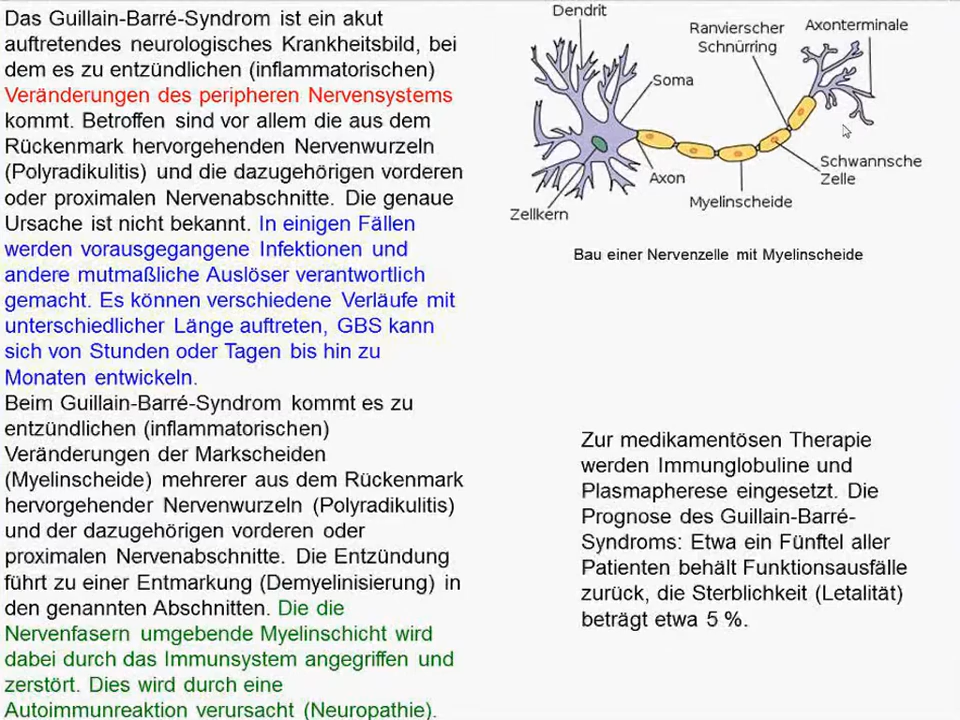 Das Guillain-Barré-Syndrom ist ein akut
auftretendes neurologisches Krankheitsbild, bei
dem es zu entzündlichen (inflammatorischen)
Veränderungen des peripheren Nervensystems
kommt. Betroffen sind vor allem die aus dem
Rückenmark hervorgehenden Nervenwurzeln
(Polyradikulitis) und die dazugehörigen vorderen
oder proximalen Nervenabschnitte. Die genaue
Ursache ist nicht bekannt. In einigen Fällen
werden vorausgegangene Infektionen und
andere mutmaßliche Auslöser verantwortlich
gemacht. Es können verschiedene Verläufe mit
unterschiedlicher Länge auftreten, GBS kann
sich von Stunden oder Tagen bis hin zu
Monaten entwickeln.
Beim Guillain-Barré-Syndrom kommt es zu
entzündlichen (inflammatorischen)
Veränderungen der Markscheiden
(Myelinscheide) mehrerer aus dem Rückenmark
hervorgehender Nervenwurzeln (Polyradikulitis)
und der dazugehörigen vorderen oder
proximalen Nervenabschnitte. Die Entzündung
führt zu einer Entmarkung (Demyelinisierung) in
den genannten Abschnitten. Die die
Nervenfasern umgebende Myelinschicht wird
dabei durch das Immunsystem angegriffen und
zerstört. Dies wird durch eine
Autoimmunreaktion verursacht (Neuropathie).
Dendrit
Ranvierscher
Schnürring
Axonterminale
Soma
Axon
Schwannsche
Zelle
Myelinscheide
Zellkern
Bau einer Nervenzelle mit Myelinscheide
Zur medikamentösen Therapie
werden Immunglobuline und
Plasmapherese eingesetzt. Die
Prognose des Guillain-Barré-
Syndroms: Etwa ein Fünftel aller
Patienten behält Funktionsausfälle
zurück, die Sterblichkeit (Letalität)
beträgt etwa 5 %.